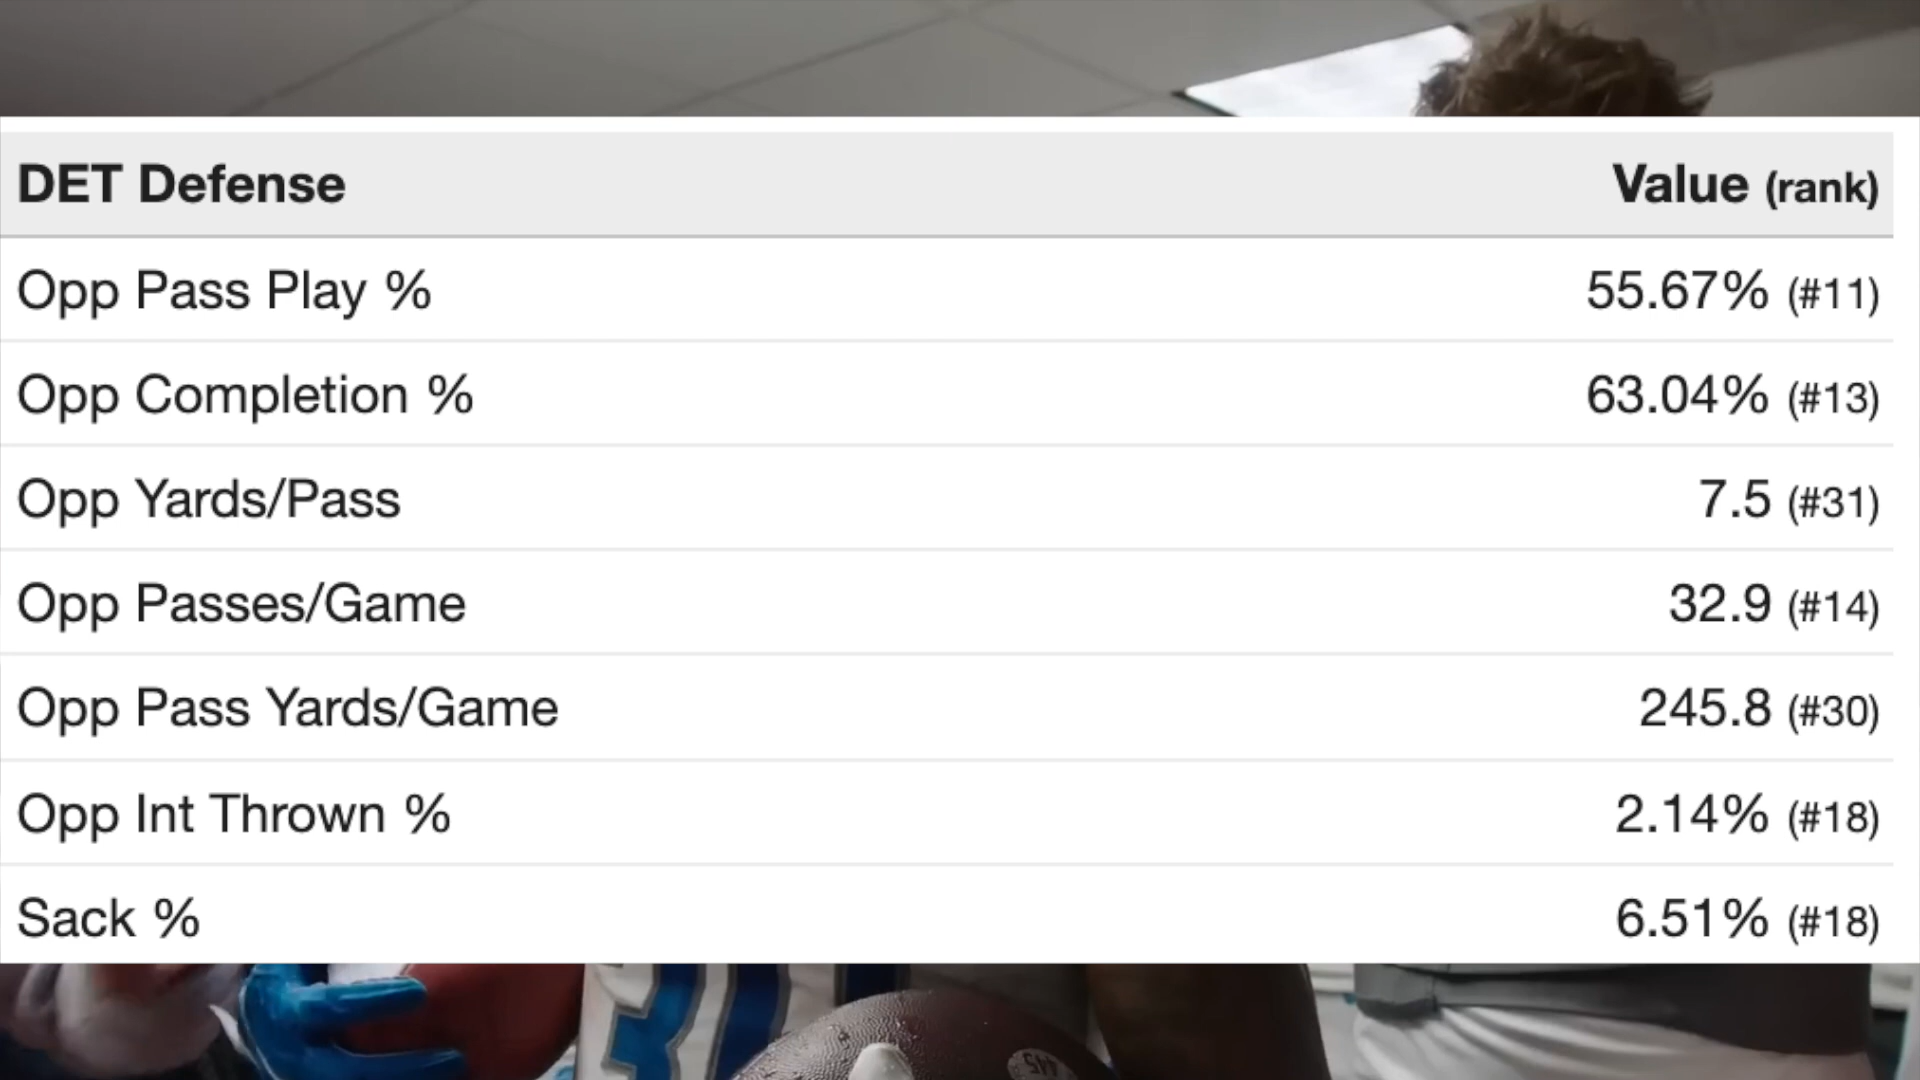 DET Defense Value (rank)
Opp Pass Play % 55.67% (#11)
Opp Completion % 63.04% (#13)
Opp Yards/Pass 7.5 (#31)
Opp Passes/Game 32.9 (#14)
Opp Pass Yards/Game 245.8 (#30)
Opp Int Thrown % 2.14% (#18)
Sack % 6.51% (#18)